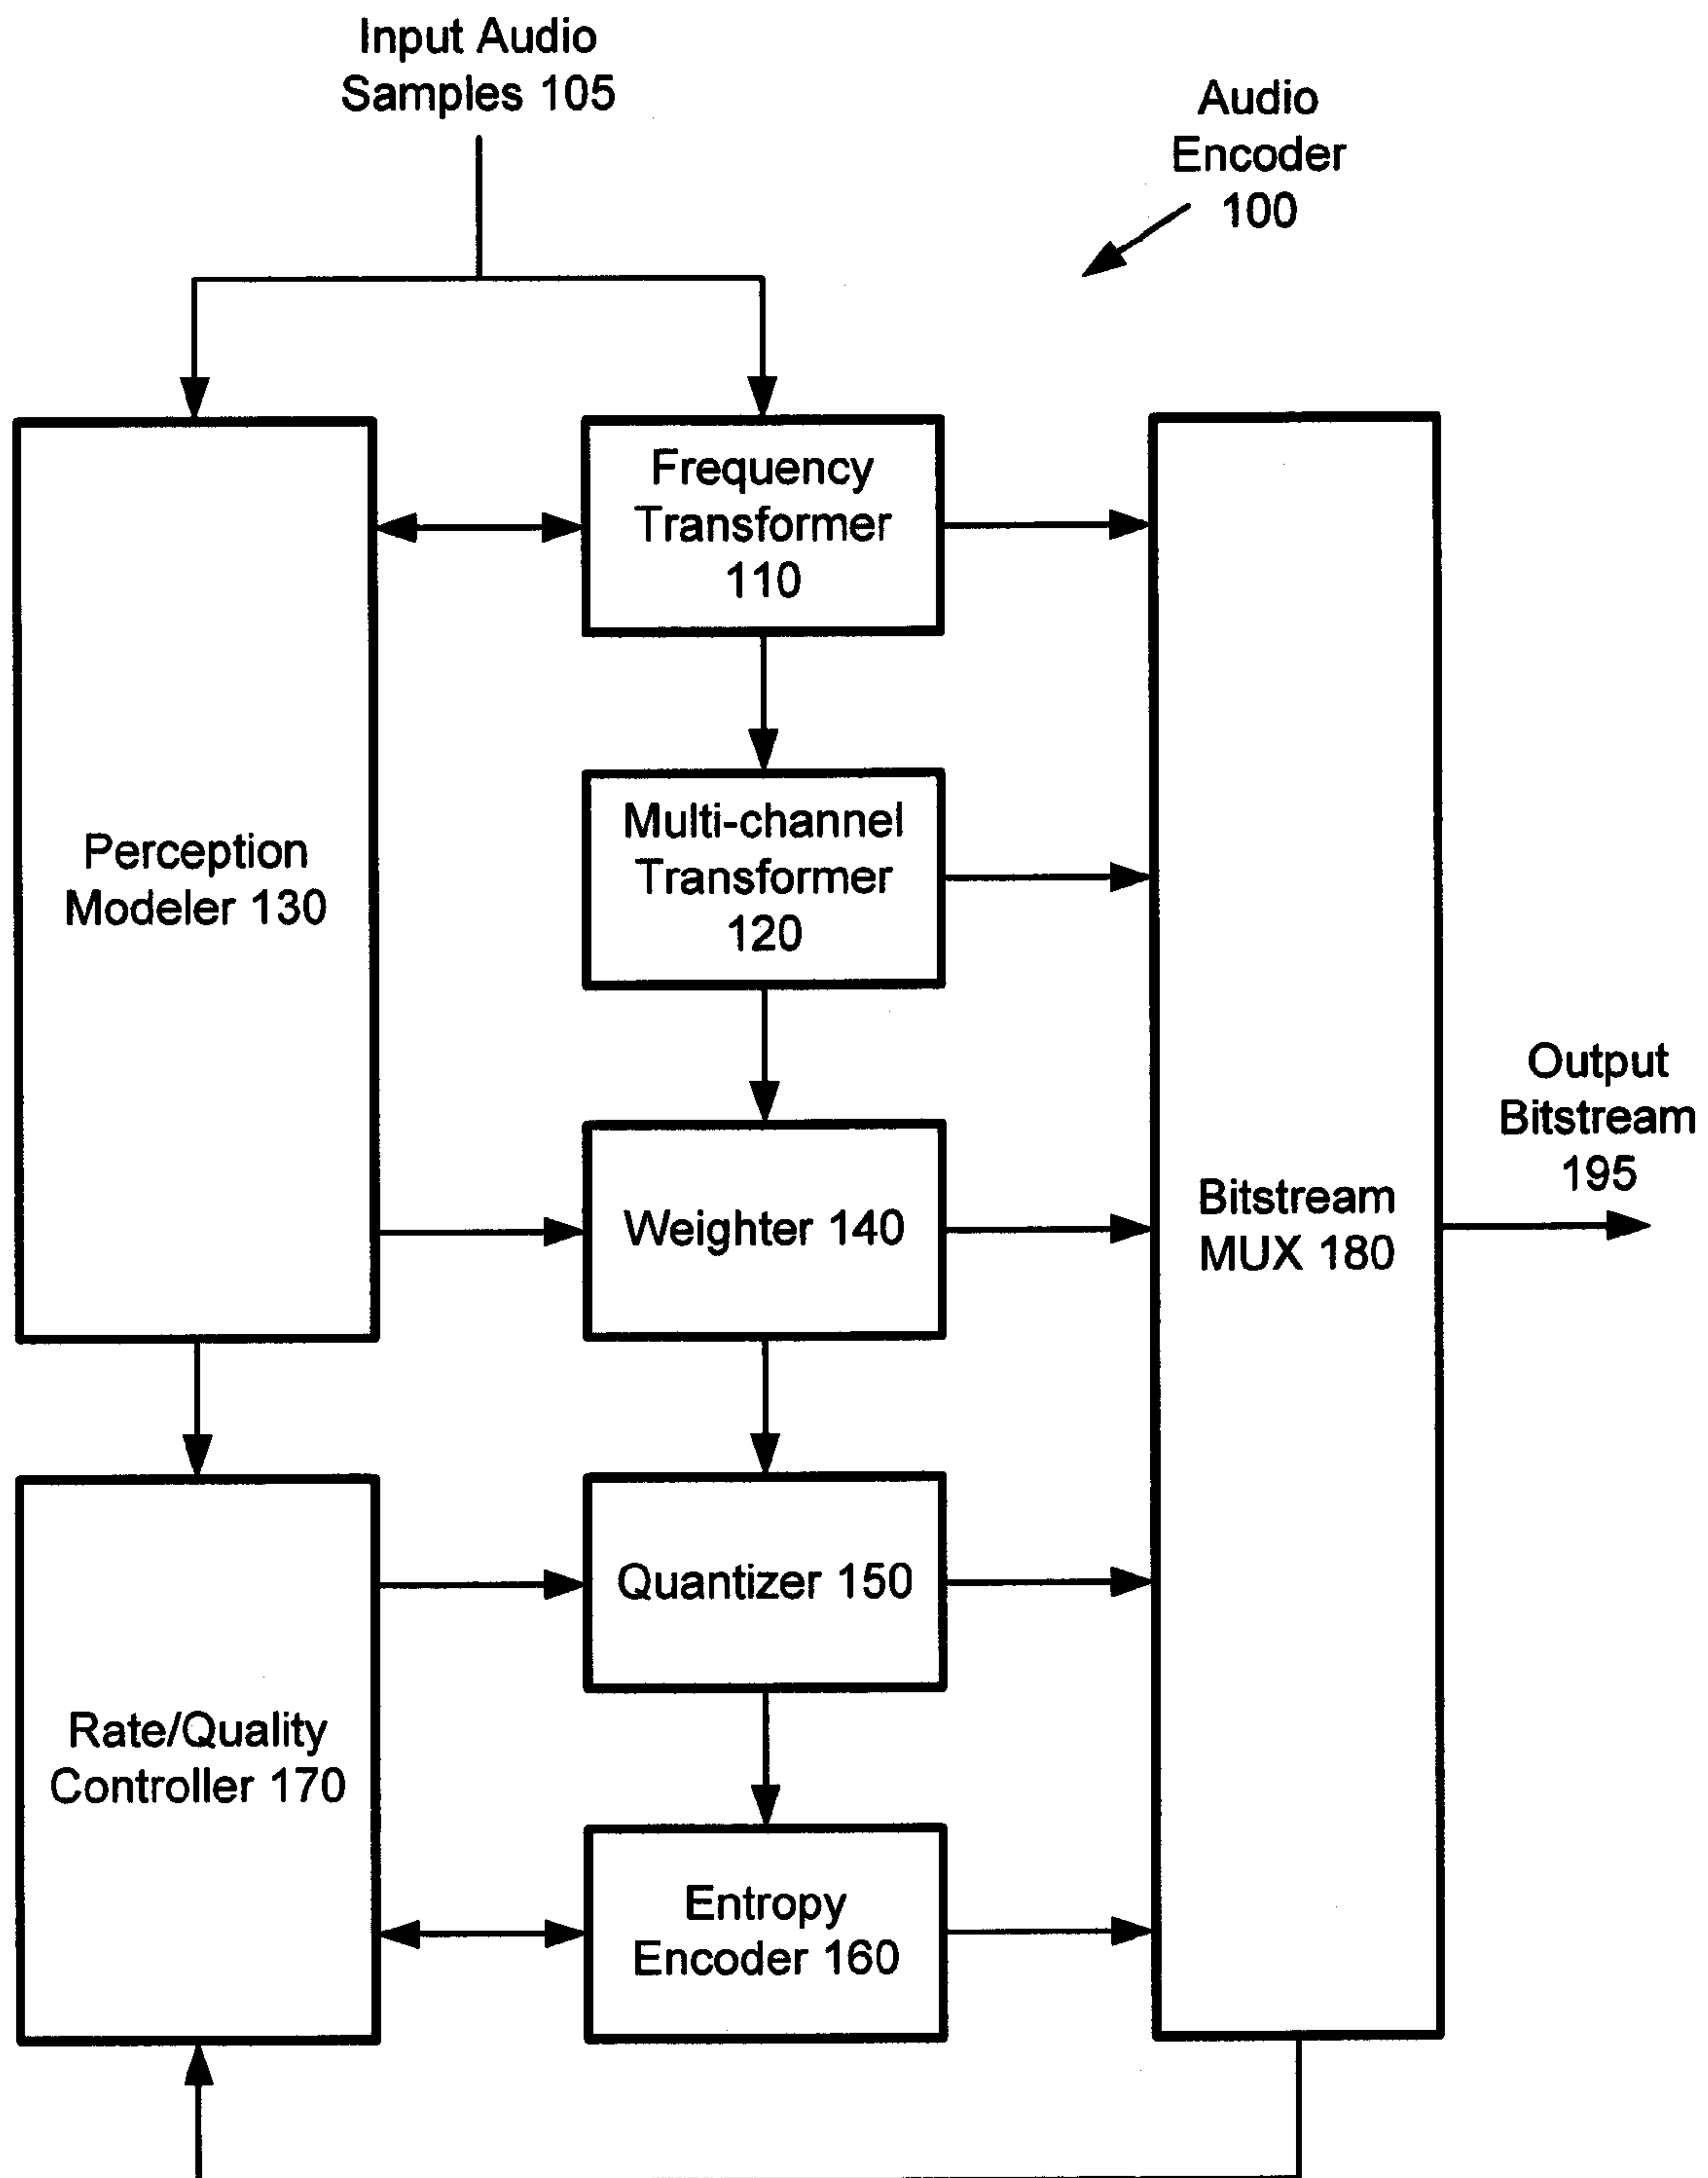 Input Audio
Samples 105
Audio
Encoder
100
Frequency
Transformer
110
Perception
Modeler 130
Multi-channel
Transformer
120
Weighter 140
Bitstream
MUX 180
Output
Bitstream
195
Quantizer 150
Rate/Quality
Controller 170
Entropy
Encoder 160